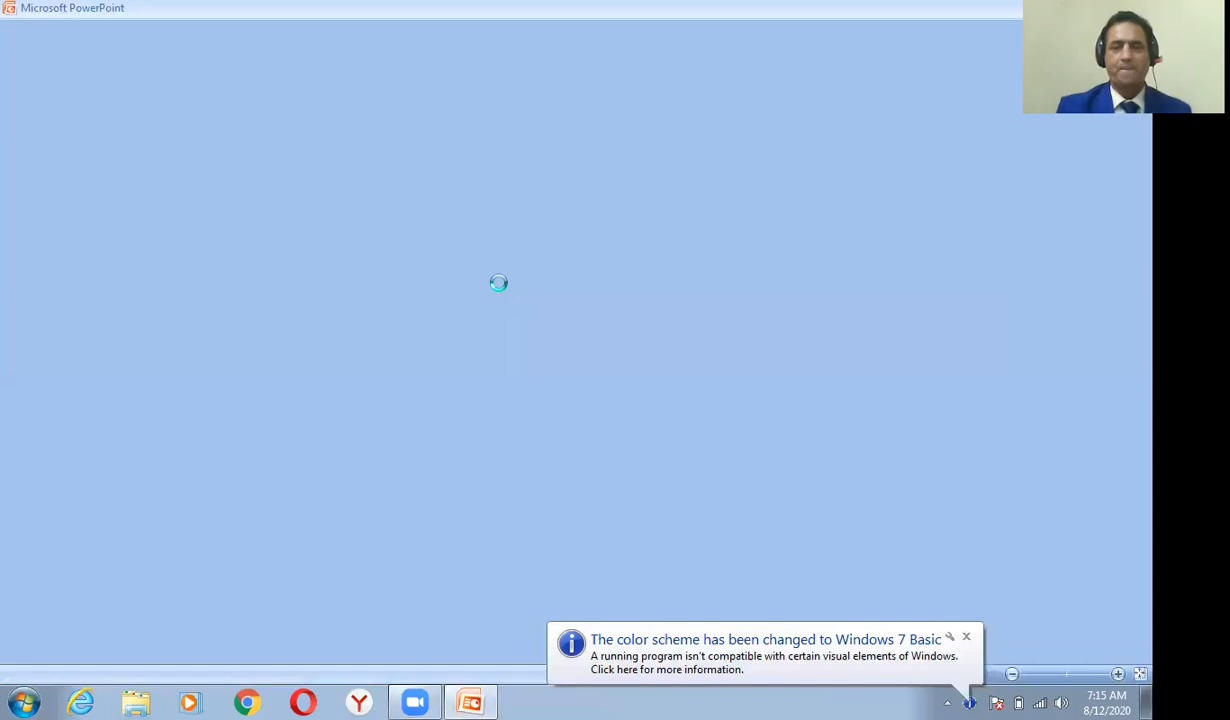 Microsoft PowerPoint
The color scheme has been changed to Windows 7 Basic
A running program isn't compatible with certain visual elements of Windows.
Click here for more information.
7:15 AM
8/12/2020